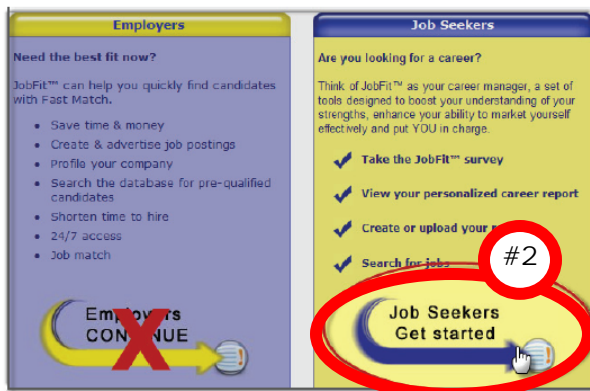 Employers
Need the best fit now?
JobFit™ can help you quickly find candidates
with Fast Match.
• Save time & money
• Create & advertise job postings
• Profile your company
• Search the database for pre-qualified
candidates
• Shorten time to hire
• 24/7 access
• Job match
Employers
CONTINUE
X
Job Seekers
Are you looking for a career?
Think of JobFit™ as your career manager, a set of
tools designed to boost your understanding of your
strengths, enhance your ability to market yourself
effectively and put YOU in charge.
Take the JobFit™ survey
View your personalized career report
Create or upload your
Search for jobs
#2
Job Seekers
Get started